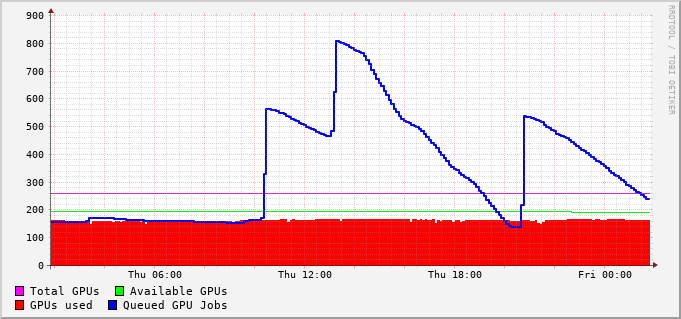 RRDTOOL / TOBI OETIKER
900
800
700
600
500
400
300
200
100
0
Thu 06:00 Thu 12:00 Thu 18:00 Fri 00:00
Total GPUs Available GPUs
GPUs used Queued GPU Jobs